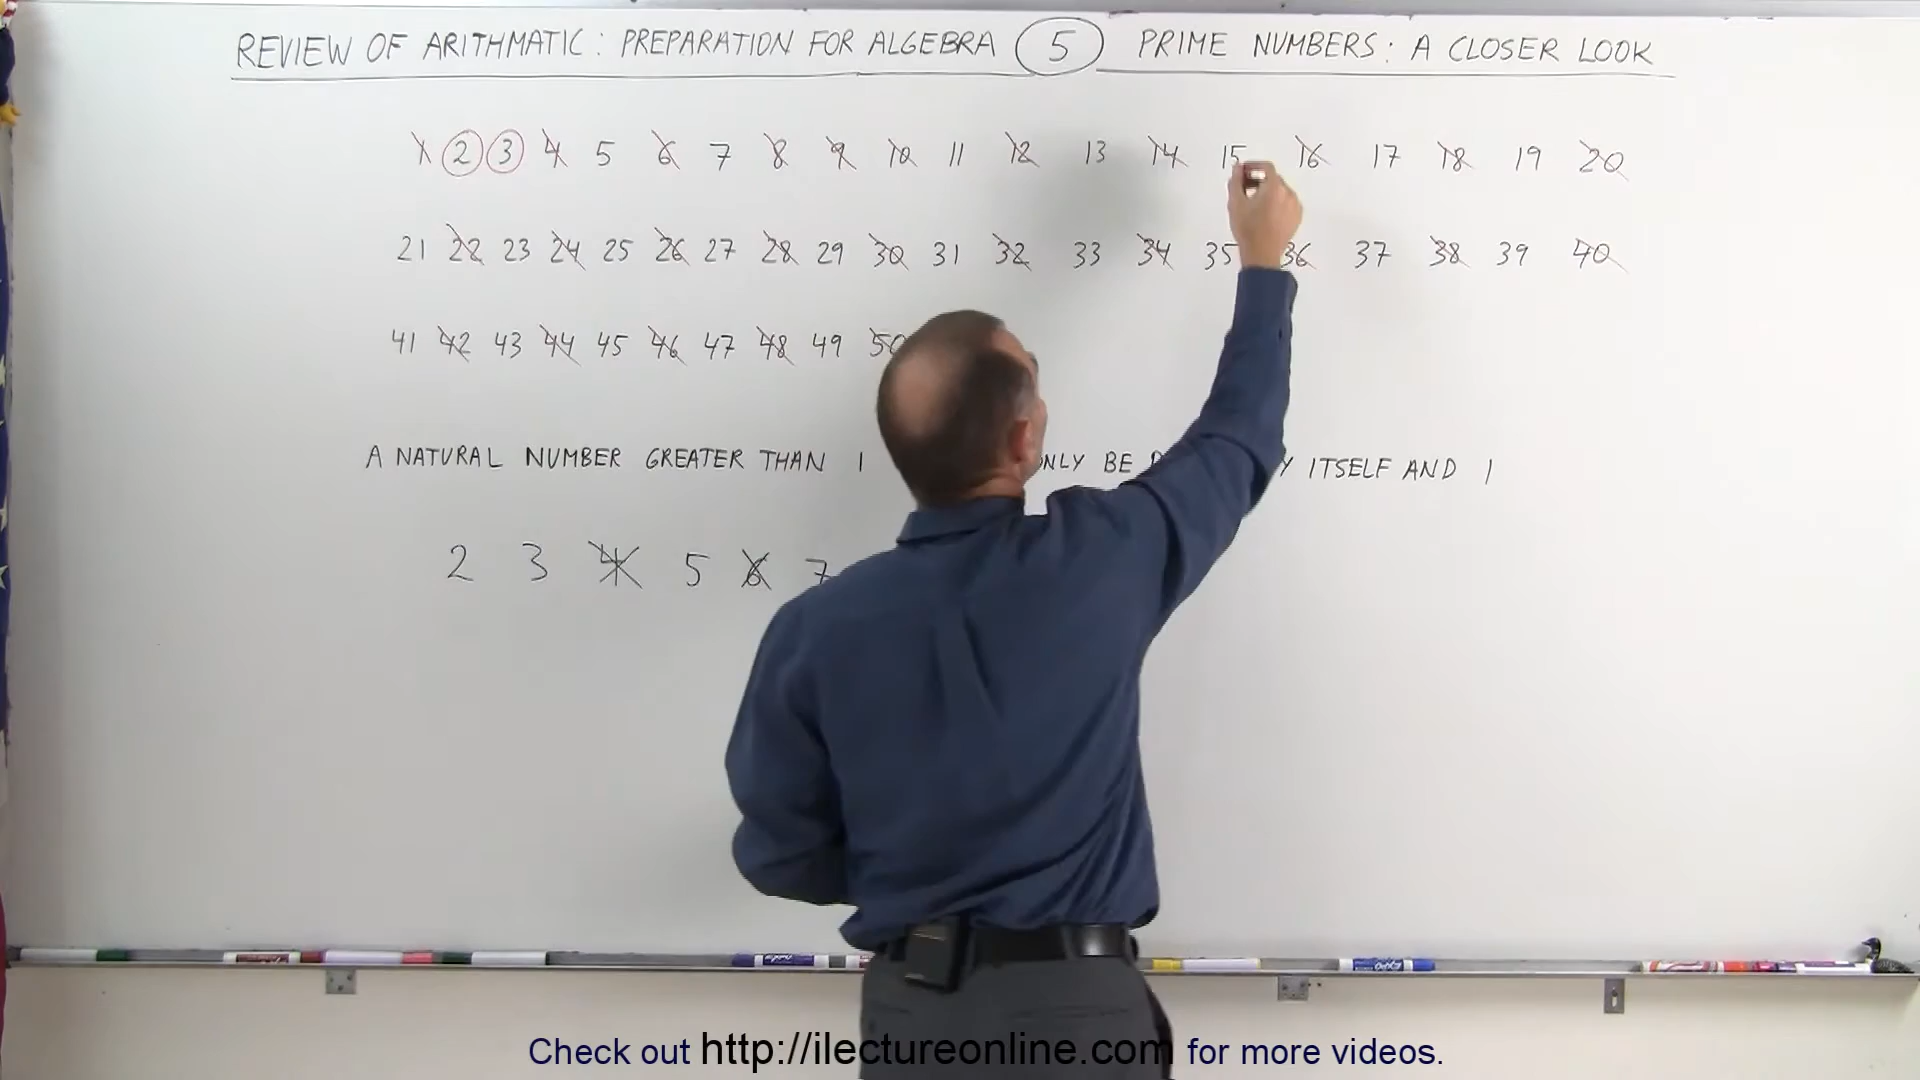 REVIEW OF ARITHMATIC: PREPARATION FOR ALGEBRA 5 PRIME NUMBERS: A CLOSER LOOK
1 2 3 4 5 6 7 8 9 10 11 12 13 14 15 16 17 18 19 20
21 22 23 24 25 26 27 28 29 30 31 32 33 34 35 36 37 38 39 40
41 42 43 44 45 46 47 48 49 50
A NATURAL NUMBER GREATER THAN 1 ONLY BE ITSELF AND 1
2 3 4 5 6 7
Check out http://ilectureonline.com for more videos.